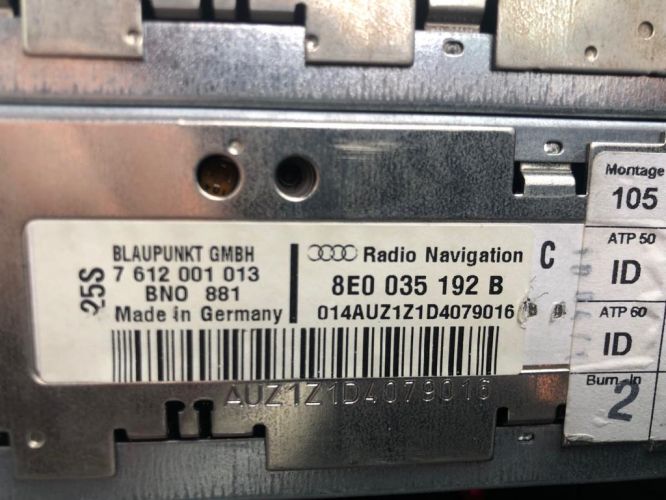 25S
BLAUPUNKT GMBH
7 612 001 013
BNO 881
Made in Germany
Radio Navigation
8E0 035 192 B
014AUZ1Z1D4079016
C
AUZ1Z1D4079016
Montage
105
ATP 50
ID
ATP 60
ID
Burn-In
2